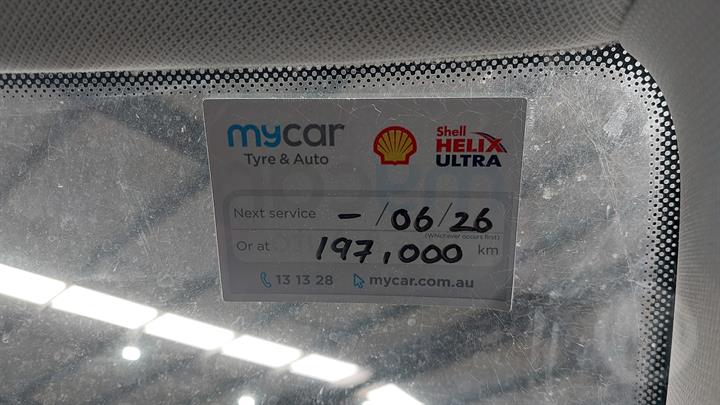 mycar
Tyre & Auto
Shell
HELIX
ULTRA
Next service - / 06 / 26
(Whichever occurs first)
Or at 197,000 km
13 13 28 mycar.com.au